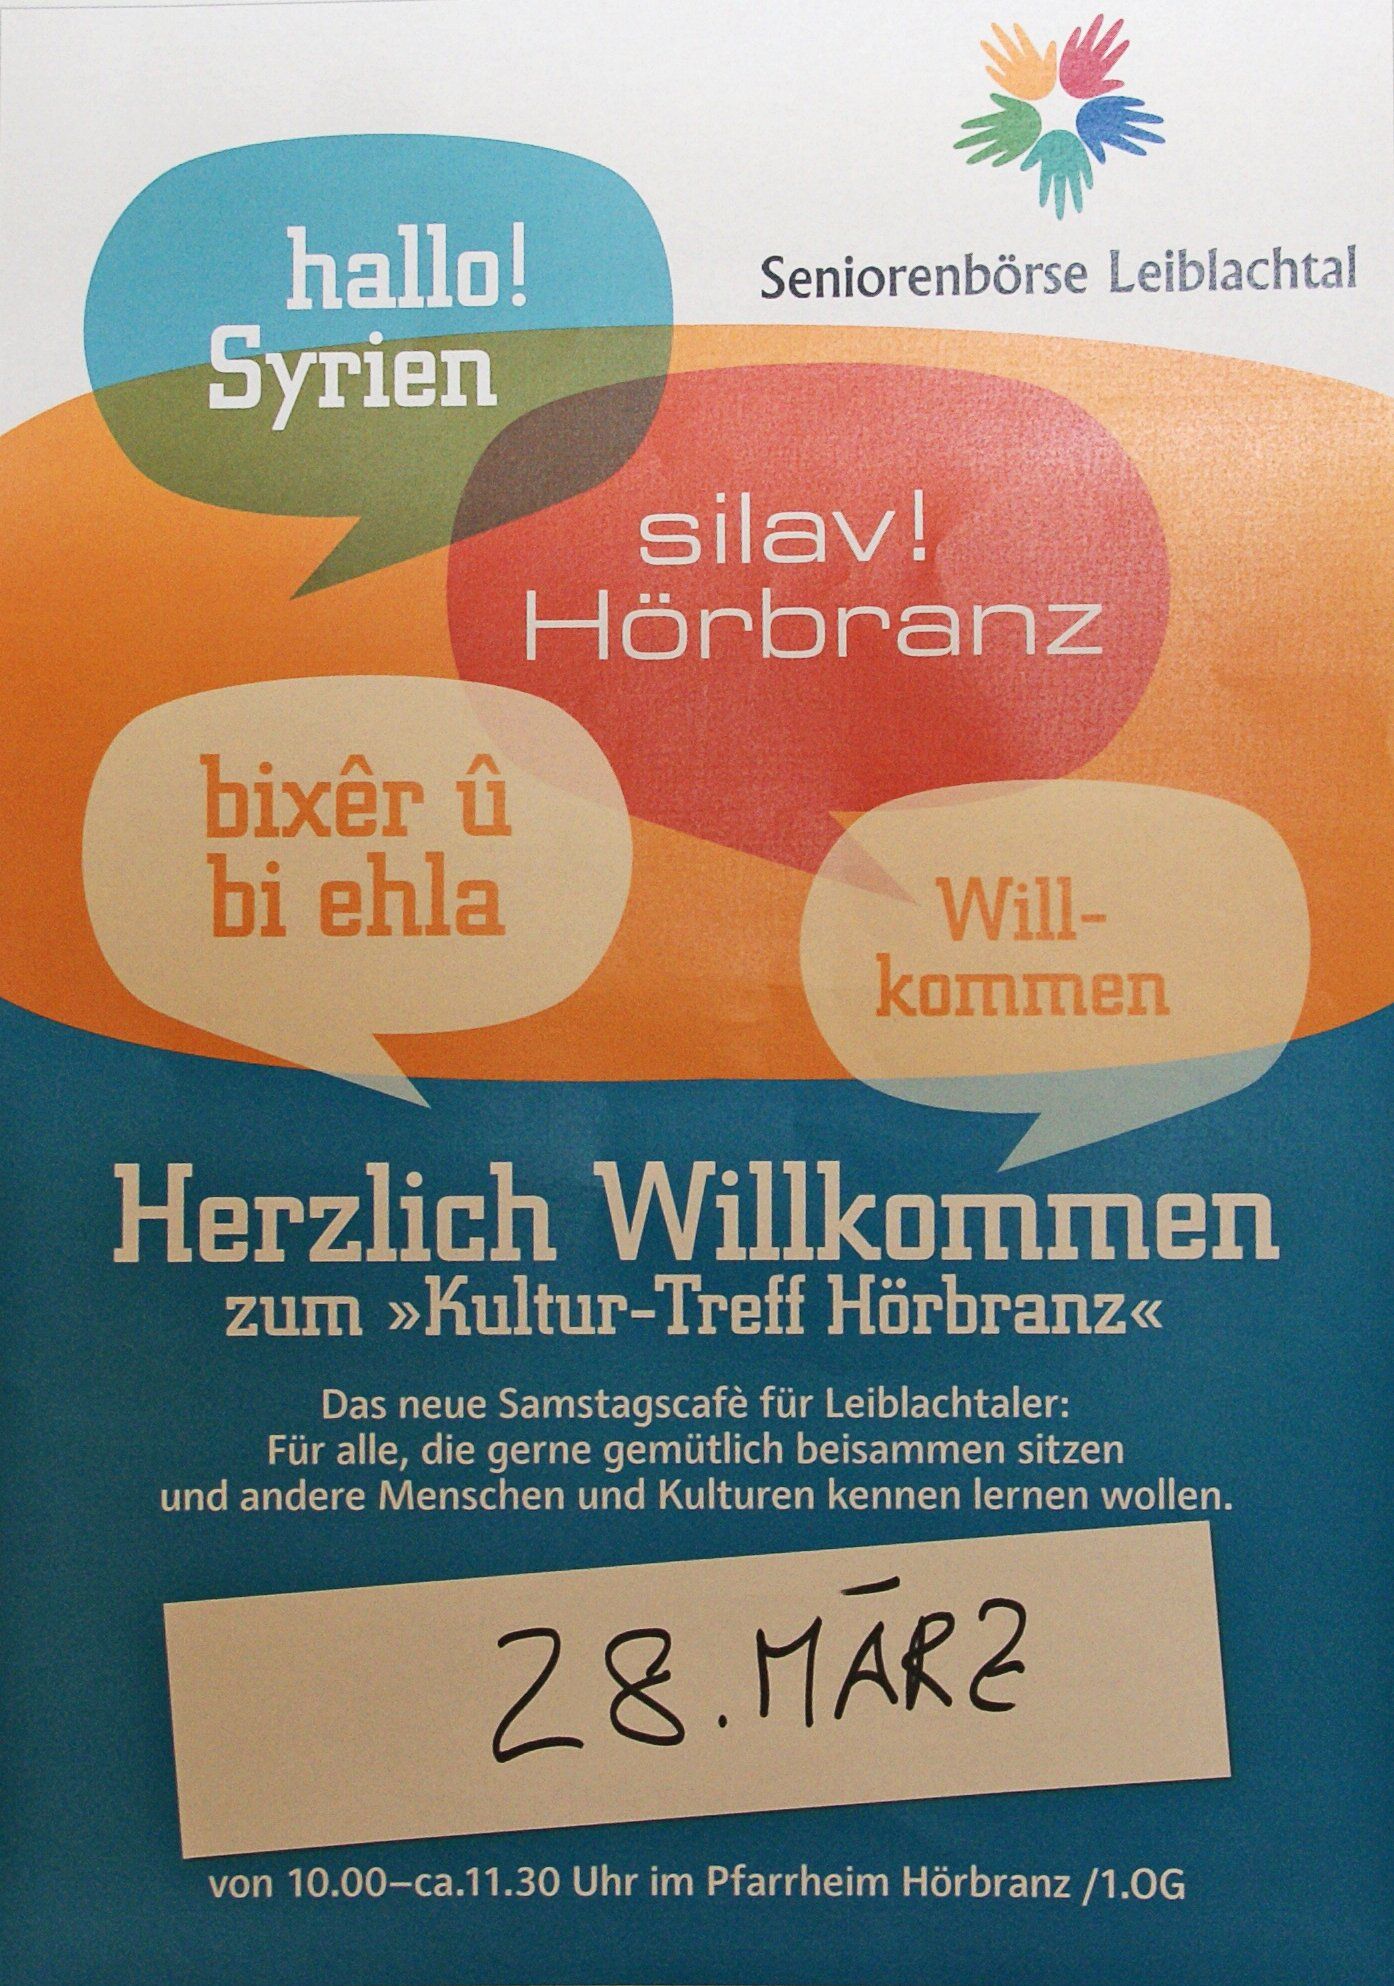 Seniorenbörse Leiblachtal
hallo!
Syrien
silav!
Hörbranz
bixêr û
bi ehla
Will-
kommen
Herzlich Willkommen
zum »Kultur-Treff Hörbranz«
Das neue Samstagscafè für Leiblachtaler:
Für alle, die gerne gemütlich beisammen sitzen
und andere Menschen und Kulturen kennen lernen wollen.
28. MÄRZ
von 10.00–ca.11.30 Uhr im Pfarrheim Hörbranz /1.OG